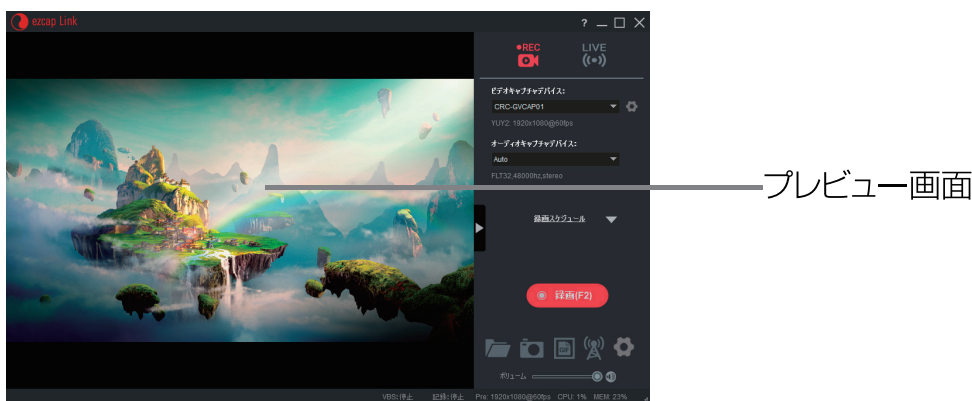 ezcap Link
?
●REC
LIVE
ビデオキャプチャデバイス:
CRC-GVCAP01
YUY2: 1920x1080@60fps
オーディオキャプチャデバイス:
Auto
FLT32,48000hz,stereo
プレビュー画面
録画スケジュール
録画(F2)
GIF
ボリューム
VBS:停止 記録:停止 Pre: 1920x1080@60fps CPU: 1% MEM: 23%